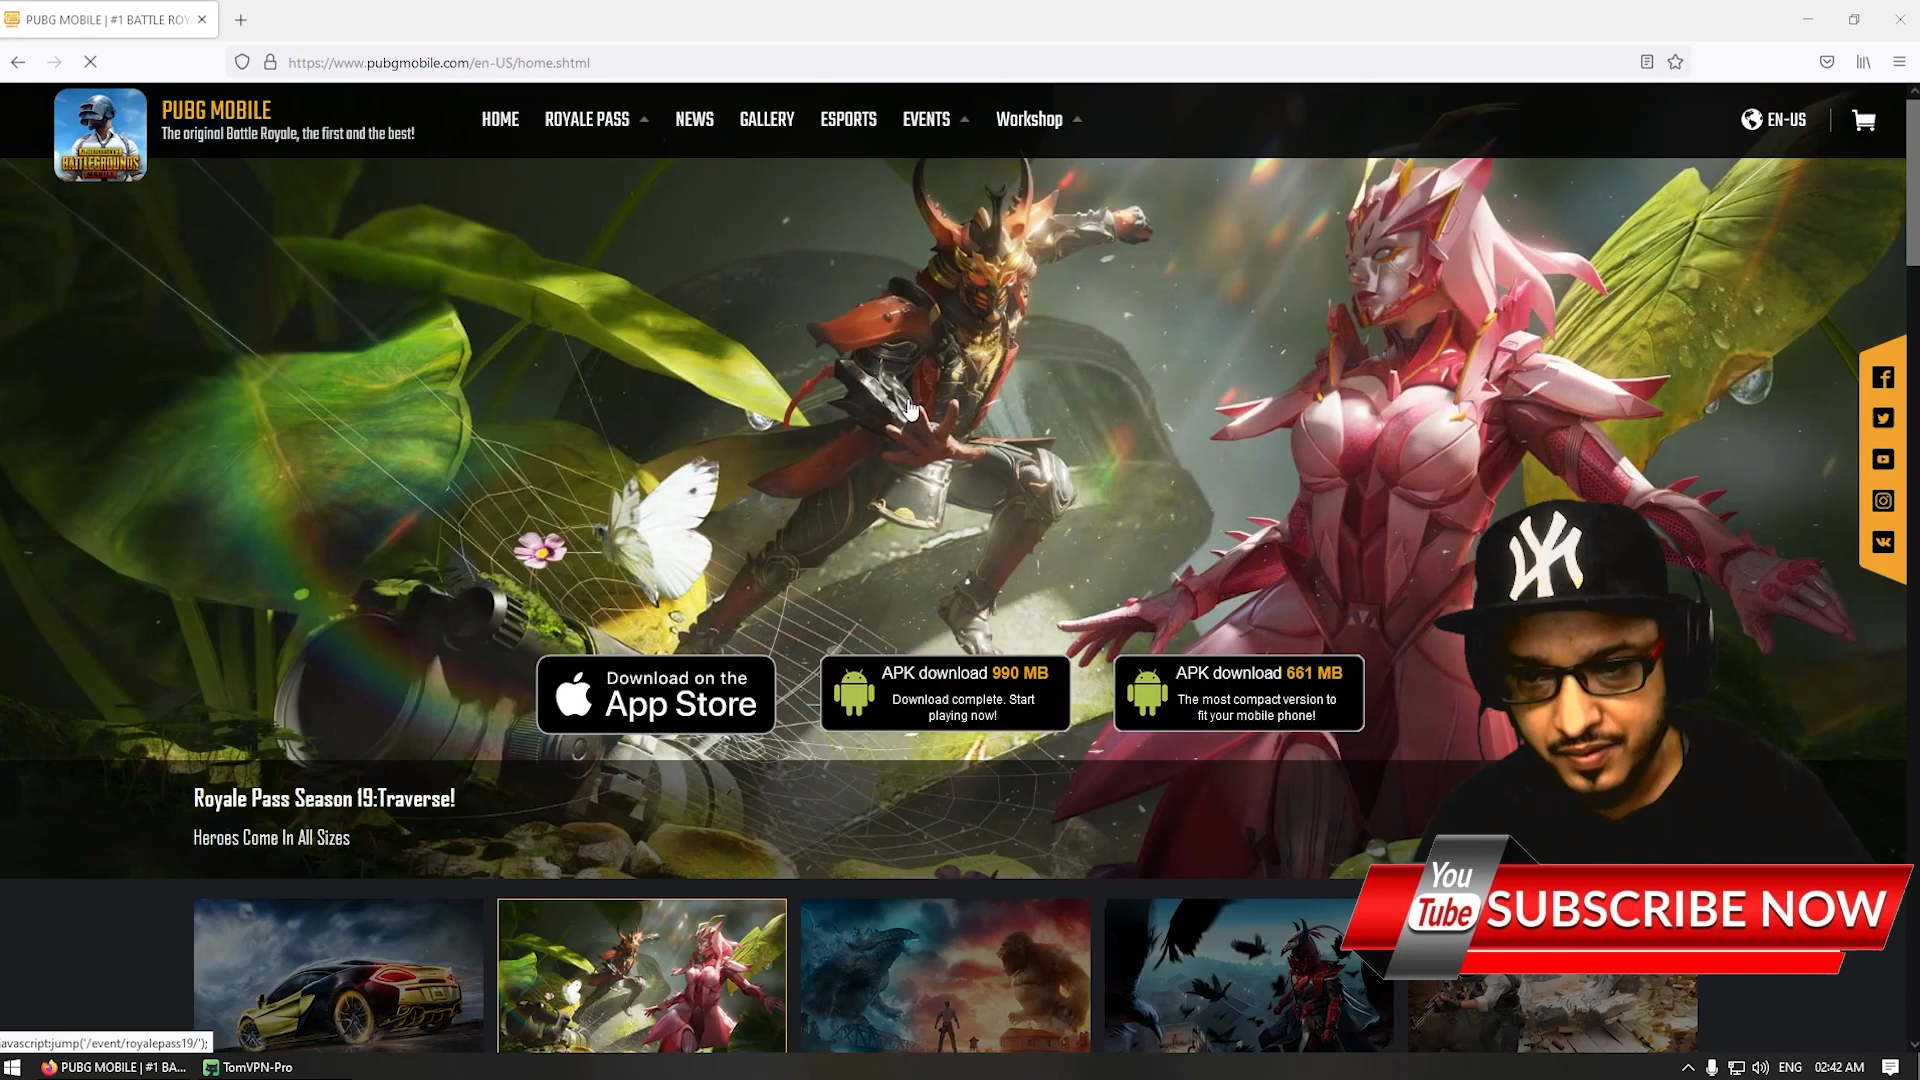 PUBG MOBILE | #1 BATTLE ROY
https://www.pubgmobile.com/en-US/home.shtml
PUBG MOBILE
The original Battle Royale, the first and the best!
HOME
ROYALE PASS
NEWS
GALLERY
ESPORTS
EVENTS
Workshop
EN-US
BATTLEGROUNDS
MOBILE
Download on the
App Store
APK download 990 MB
Download complete. Start
playing now!
APK download 661 MB
The most compact version to
fit your mobile phone!
Royale Pass Season 19:Traverse!
Heroes Come In All Sizes
You
Tube
SUBSCRIBE NOW
javascript:jump('/event/royalepass19/');
PUBG MOBILE | #1 BA...
TomVPN-Pro
ENG
02:42 AM